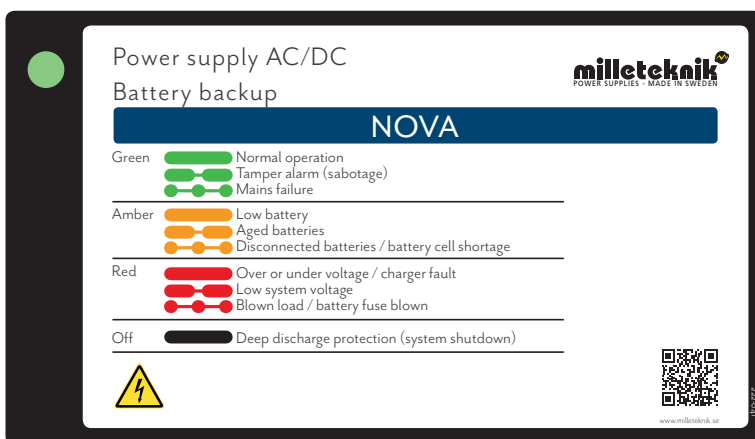 Power supply AC/DC
Battery backup
milleteknik
POWER SUPPLIES - MADE IN SWEDEN
NOVA
Green
Normal operation
Tamper alarm (sabotage)
Mains failure
Amber
Low battery
Aged batteries
Disconnected batteries / battery cell shortage
Red
Over or under voltage / charger fault
Low system voltage
Blown load / battery fuse blown
Off
Deep discharge protection (system shutdown)
www.milleteknik.se